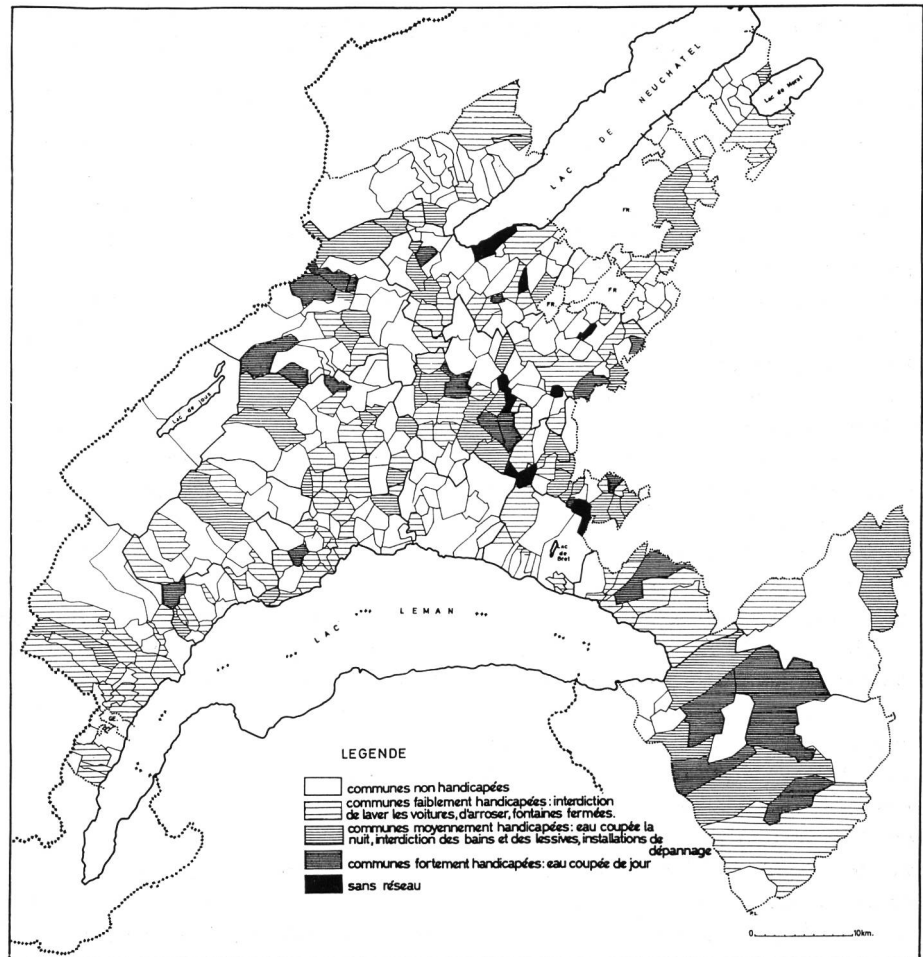 LAC DE NEUCHATEL
Lac de Morat
FR.
FR.
FR.
Lac de Joux
Lac de Bret
LAC LEMAN
GE.
LEGENDE
communes non handicapées
communes faiblement handicapées: interdiction
de laver les voitures, d'arroser, fontaines fermées.
communes moyennement handicapées: eau coupée la
nuit, interdiction des bains et des lessives, installations de
dépannage
communes fortement handicapées: eau coupée de jour
sans réseau
0 10km.